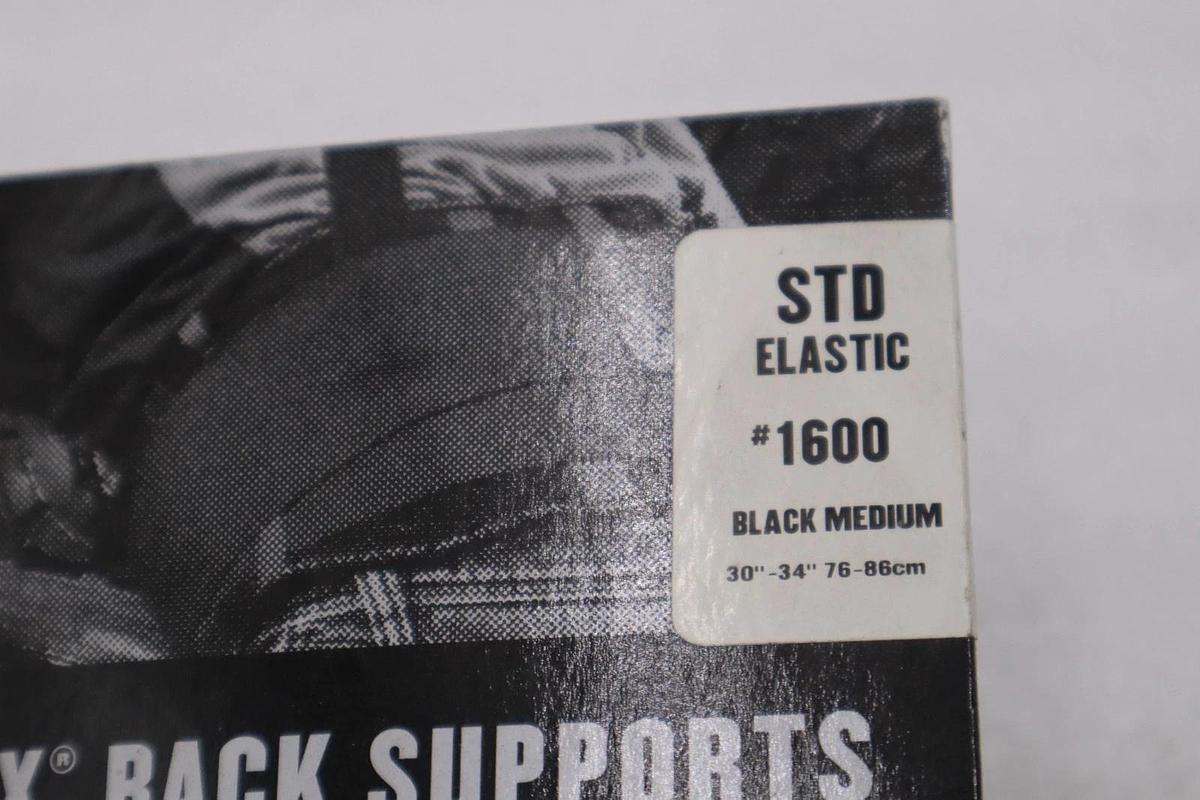 STD
ELASTIC
#1600
BLACK MEDIUM
30"-34" 76-86cm
X® BACK SUPPORTS